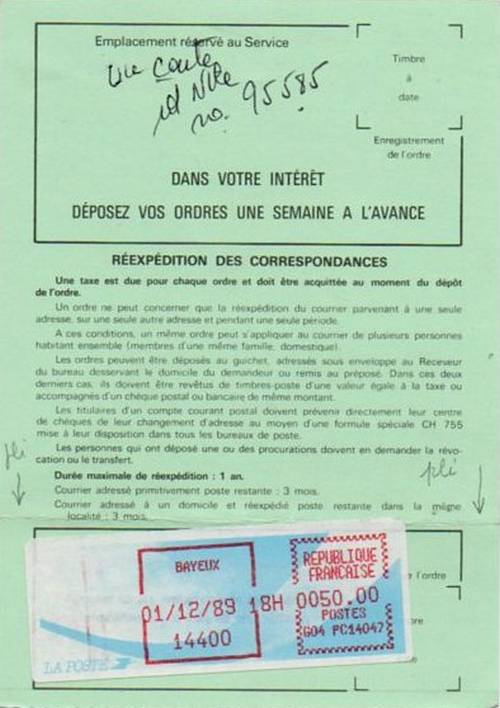 Emplacement réservé au Service
vu carte
id Nlle
no. 95585
Timbre
à
date
Enregistrement
de l'ordre
DANS VOTRE INTÉRÊT
DÉPOSEZ VOS ORDRES UNE SEMAINE A L'AVANCE
RÉEXPÉDITION DES CORRESPONDANCES
Une taxe est due pour chaque ordre et doit être acquittée au moment du dépôt
de l'ordre.
Un ordre ne peut concerner que la réexpédition du courrier parvenant à une seule
adresse, sur une seule autre adresse et pendant une seule période.
A ces conditions, un même ordre peut s'appliquer au courrier de plusieurs personnes
habitant ensemble (membres d'une même famille, domestique).
Les ordres peuvent être déposés au guichet, adressés sous enveloppe au Receveur
du bureau desservant le domicile du demandeur ou remis au préposé. Dans ces deux
derniers cas, ils doivent être revêtus de timbres-poste d'une valeur égale à la taxe ou
accompagnés d'un chèque postal ou bancaire de même montant.
Les titulaires d'un compte courant postal doivent prévenir directement leur centre
de chèques de leur changement d'adresse au moyen d'une formule spéciale CH 755
mise à leur disposition dans tous les bureaux de poste.
Les personnes qui ont déposé une ou des procurations doivent en demander la révo-
cation ou le transfert.
pli
pli
Durée maximale de réexpédition : 1 an.
Courrier adressé primitivement poste restante : 3 mois.
Courrier adressé à un domicile et réexpédié poste restante dans la même
localité : 3 mois.
BAYEUX
01/12/89 18H
14400
REPUBLIQUE
FRANCAISE
0050.00
POSTES
G04 PC14047
LA POSTE
e l'ordre